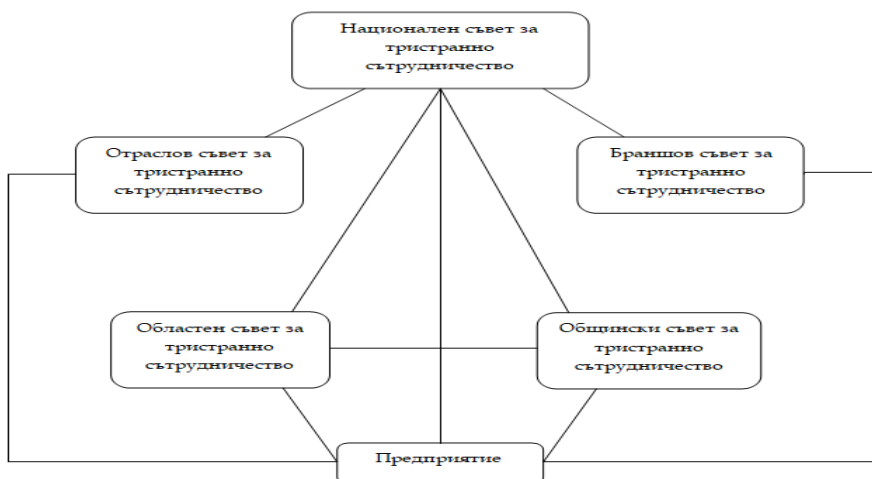 Национален съвет за
тристранно
сътрудничество
Отраслов съвет за
тристранно
сътрудничество
Браншов съвет за
тристранно
сътрудничество
Областен съвет за
тристранно
сътрудничество
Общински съвет за
тристранно
сътрудничество
Предприятие